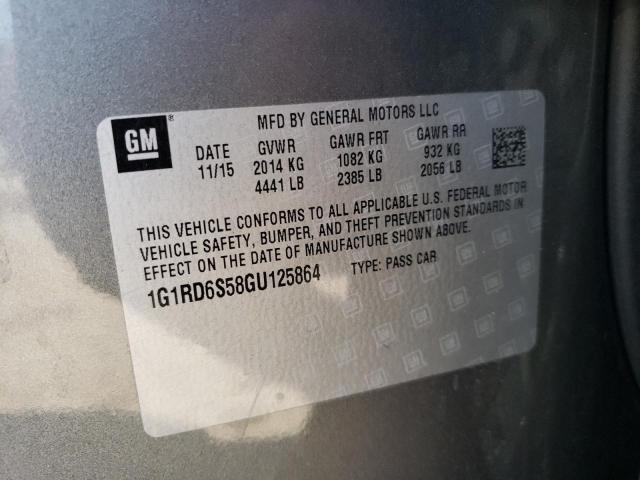 GM ®
MFD BY GENERAL MOTORS LLC
DATE GVWR GAWR FRT GAWR RR
11/15 2014 KG 1082 KG 932 KG
4441 LB 2385 LB 2056 LB
THIS VEHICLE CONFORMS TO ALL APPLICABLE U.S. FEDERAL MOTOR
VEHICLE SAFETY, BUMPER, AND THEFT PREVENTION STANDARDS IN
EFFECT ON THE DATE OF MANUFACTURE SHOWN ABOVE.
1G1RD6S58GU125864 TYPE: PASS CAR